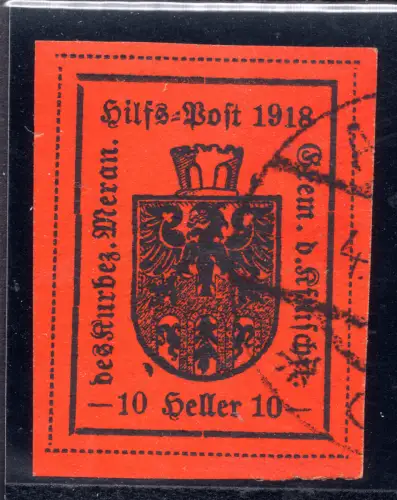 Hilfs-Post 1918
des Kurbez. Meran.
Gem. d.
10 Heller 10